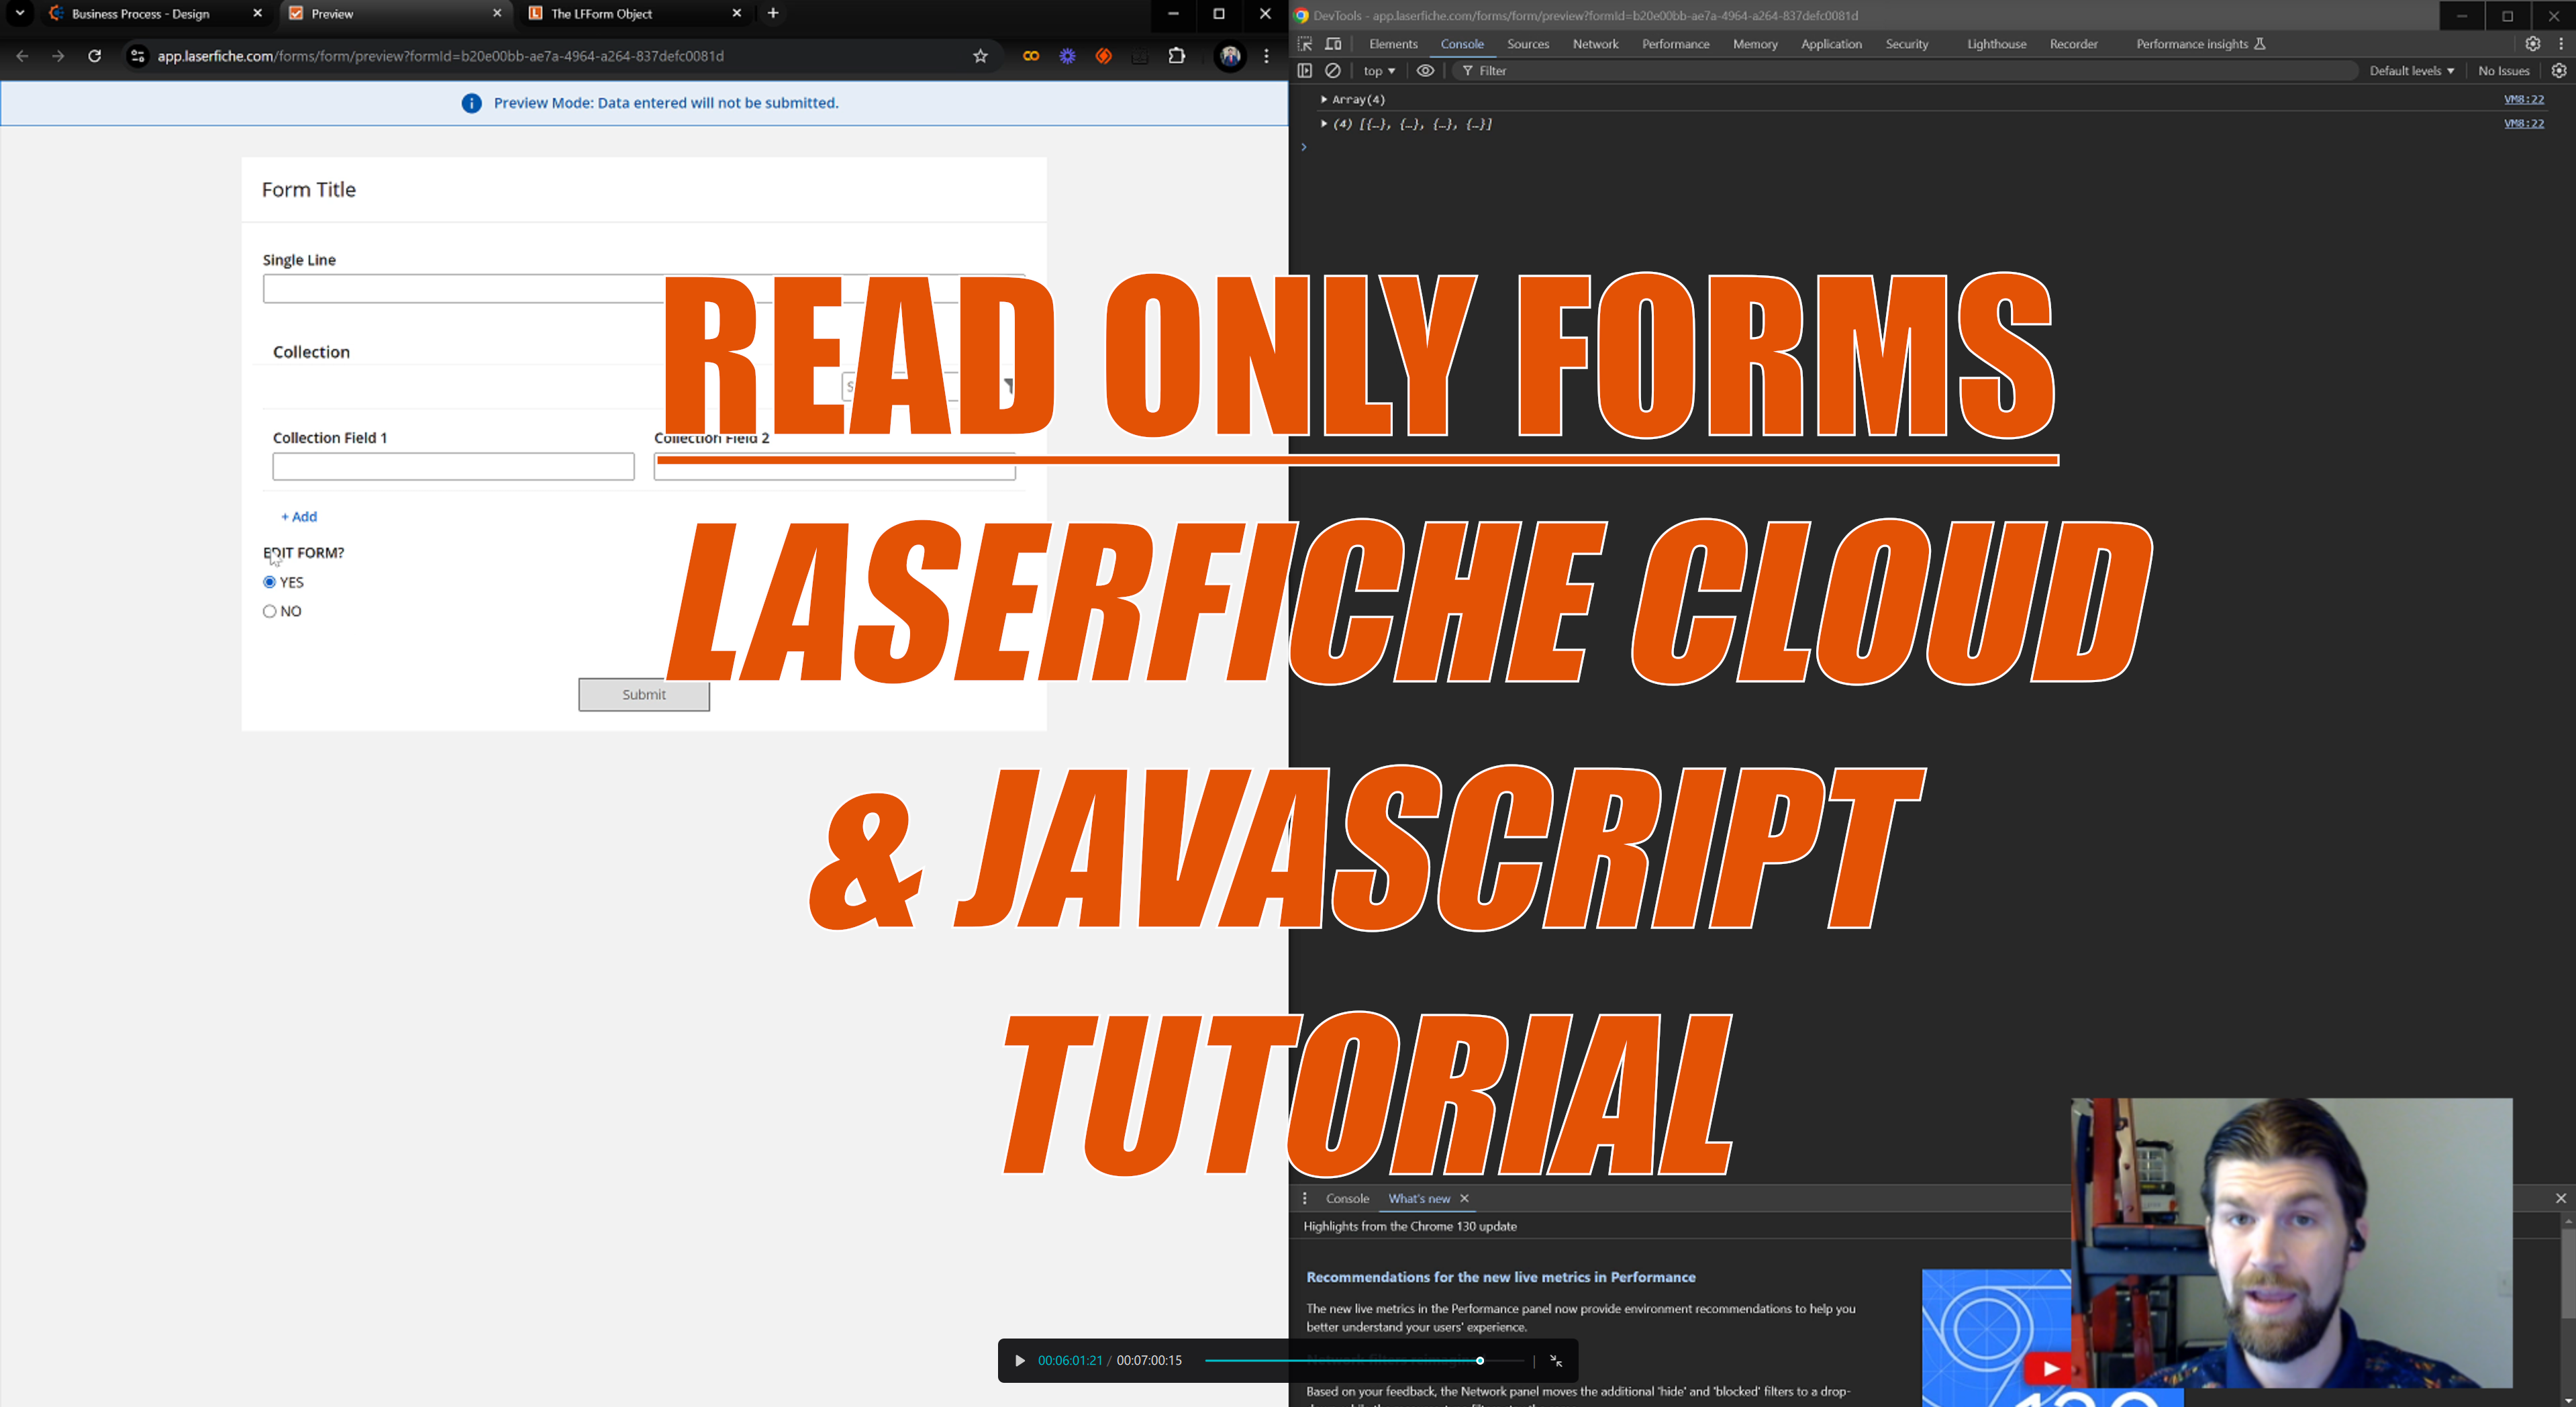 Business Process - Design
Preview
The LFForm Object
app.laserfiche.com/forms/form/preview?formId=b20e00bb-ae7a-4964-a264-837defc0081d
Preview Mode: Data entered will not be submitted.
Form Title
Single Line
Collection
Collection Field 1
Collection Field 2
+ Add
EDIT FORM?
YES
NO
Submit
DevTools - app.laserfiche.com/forms/form/preview?formId=b20e00bb-ae7a-4964-a264-837defc0081d
Elements Console Sources Network Performance Memory Application Security Lighthouse Recorder Performance insights
top Filter Default levels No Issues
Array(4) VM8:22
(4) [{…}, {…}, {…}, {…}] VM8:22
READ ONLY FORMS
LASERFICHE CLOUD
& JAVASCRIPT
TUTORIAL
Console What's new
Highlights from the Chrome 130 update
Recommendations for the new live metrics in Performance
The new live metrics in the Performance panel now provide environment recommendations to help you
better understand your users' experience.
00:06:01:21 / 00:07:00:15
Based on your feedback, the Network panel moves the additional 'hide' and 'blocked' filters to a drop-